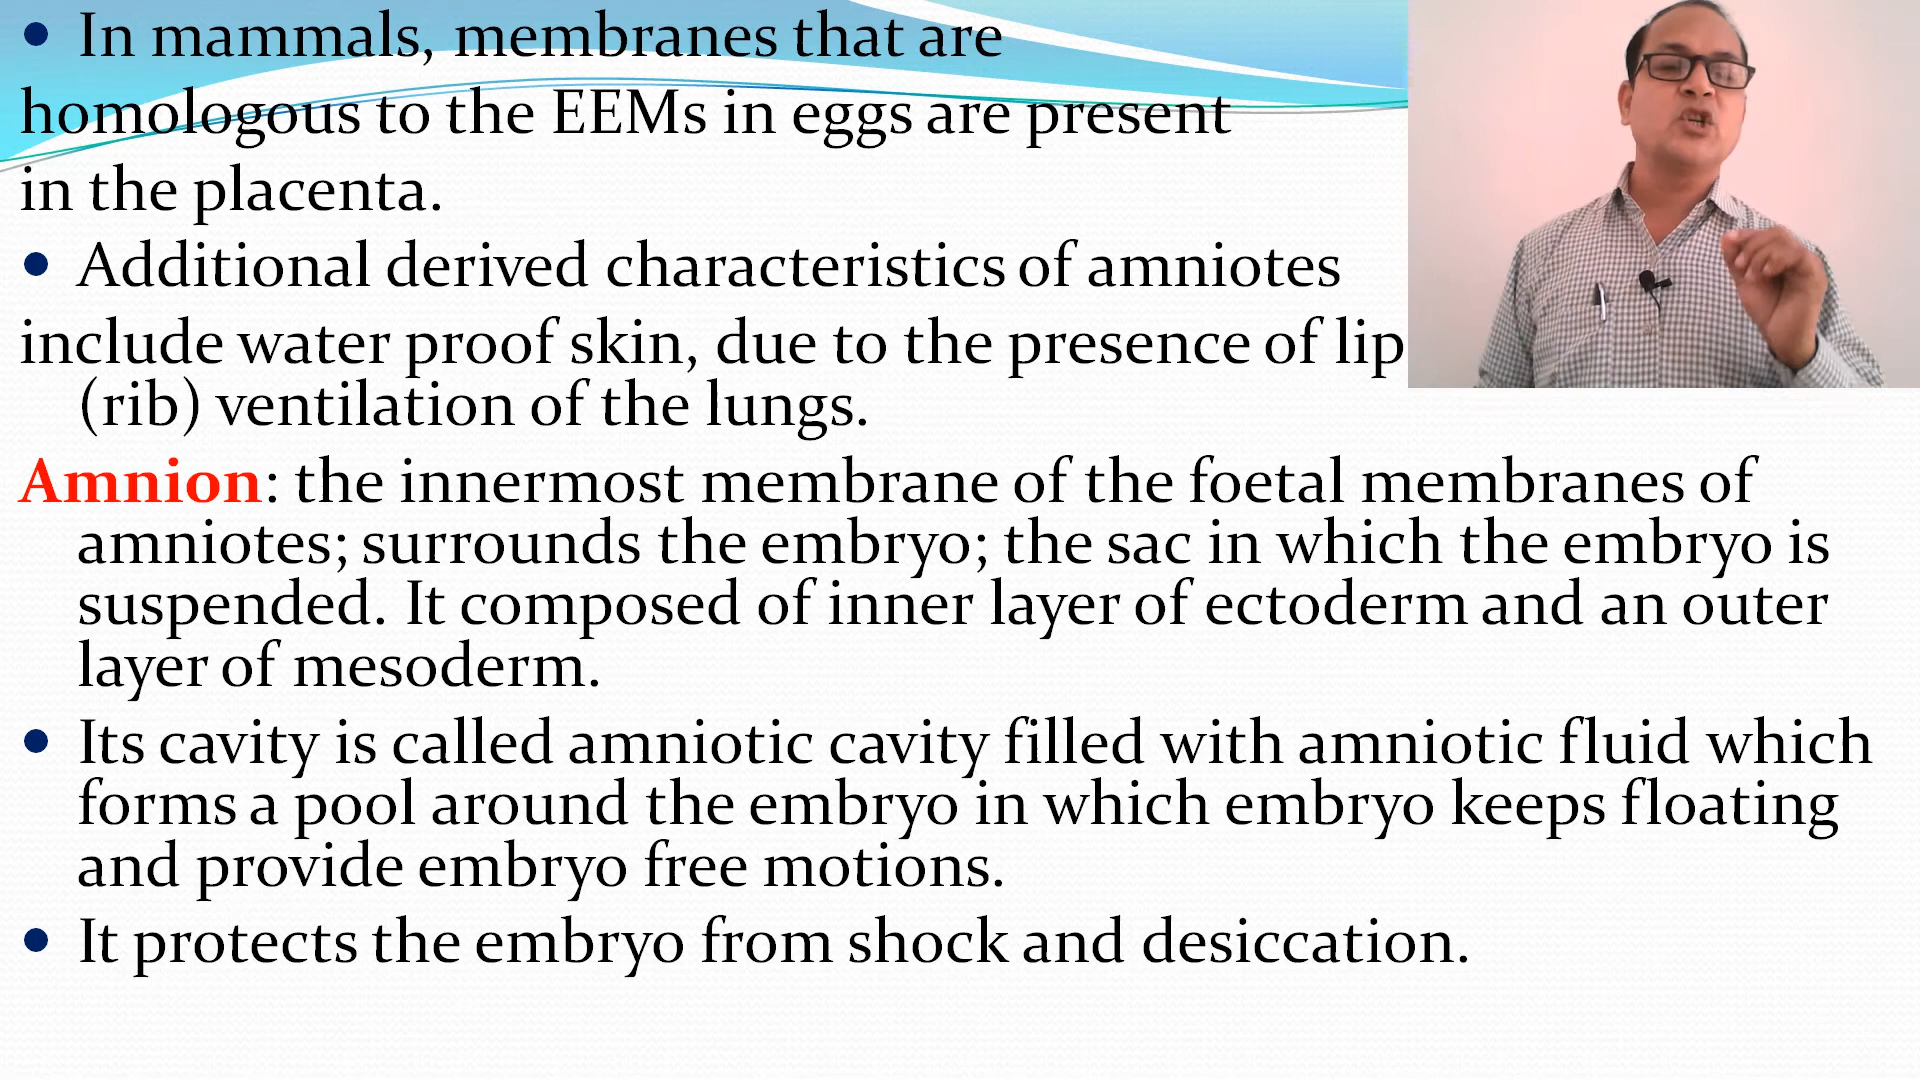 • In mammals, membranes that are
homologous to the EEMs in eggs are present
in the placenta.
• Additional derived characteristics of amniotes
include water proof skin, due to the presence of lip
(rib) ventilation of the lungs.
Amnion: the innermost membrane of the foetal membranes of
amniotes; surrounds the embryo; the sac in which the embryo is
suspended. It composed of inner layer of ectoderm and an outer
layer of mesoderm.
• Its cavity is called amniotic cavity filled with amniotic fluid which
forms a pool around the embryo in which embryo keeps floating
and provide embryo free motions.
• It protects the embryo from shock and desiccation.